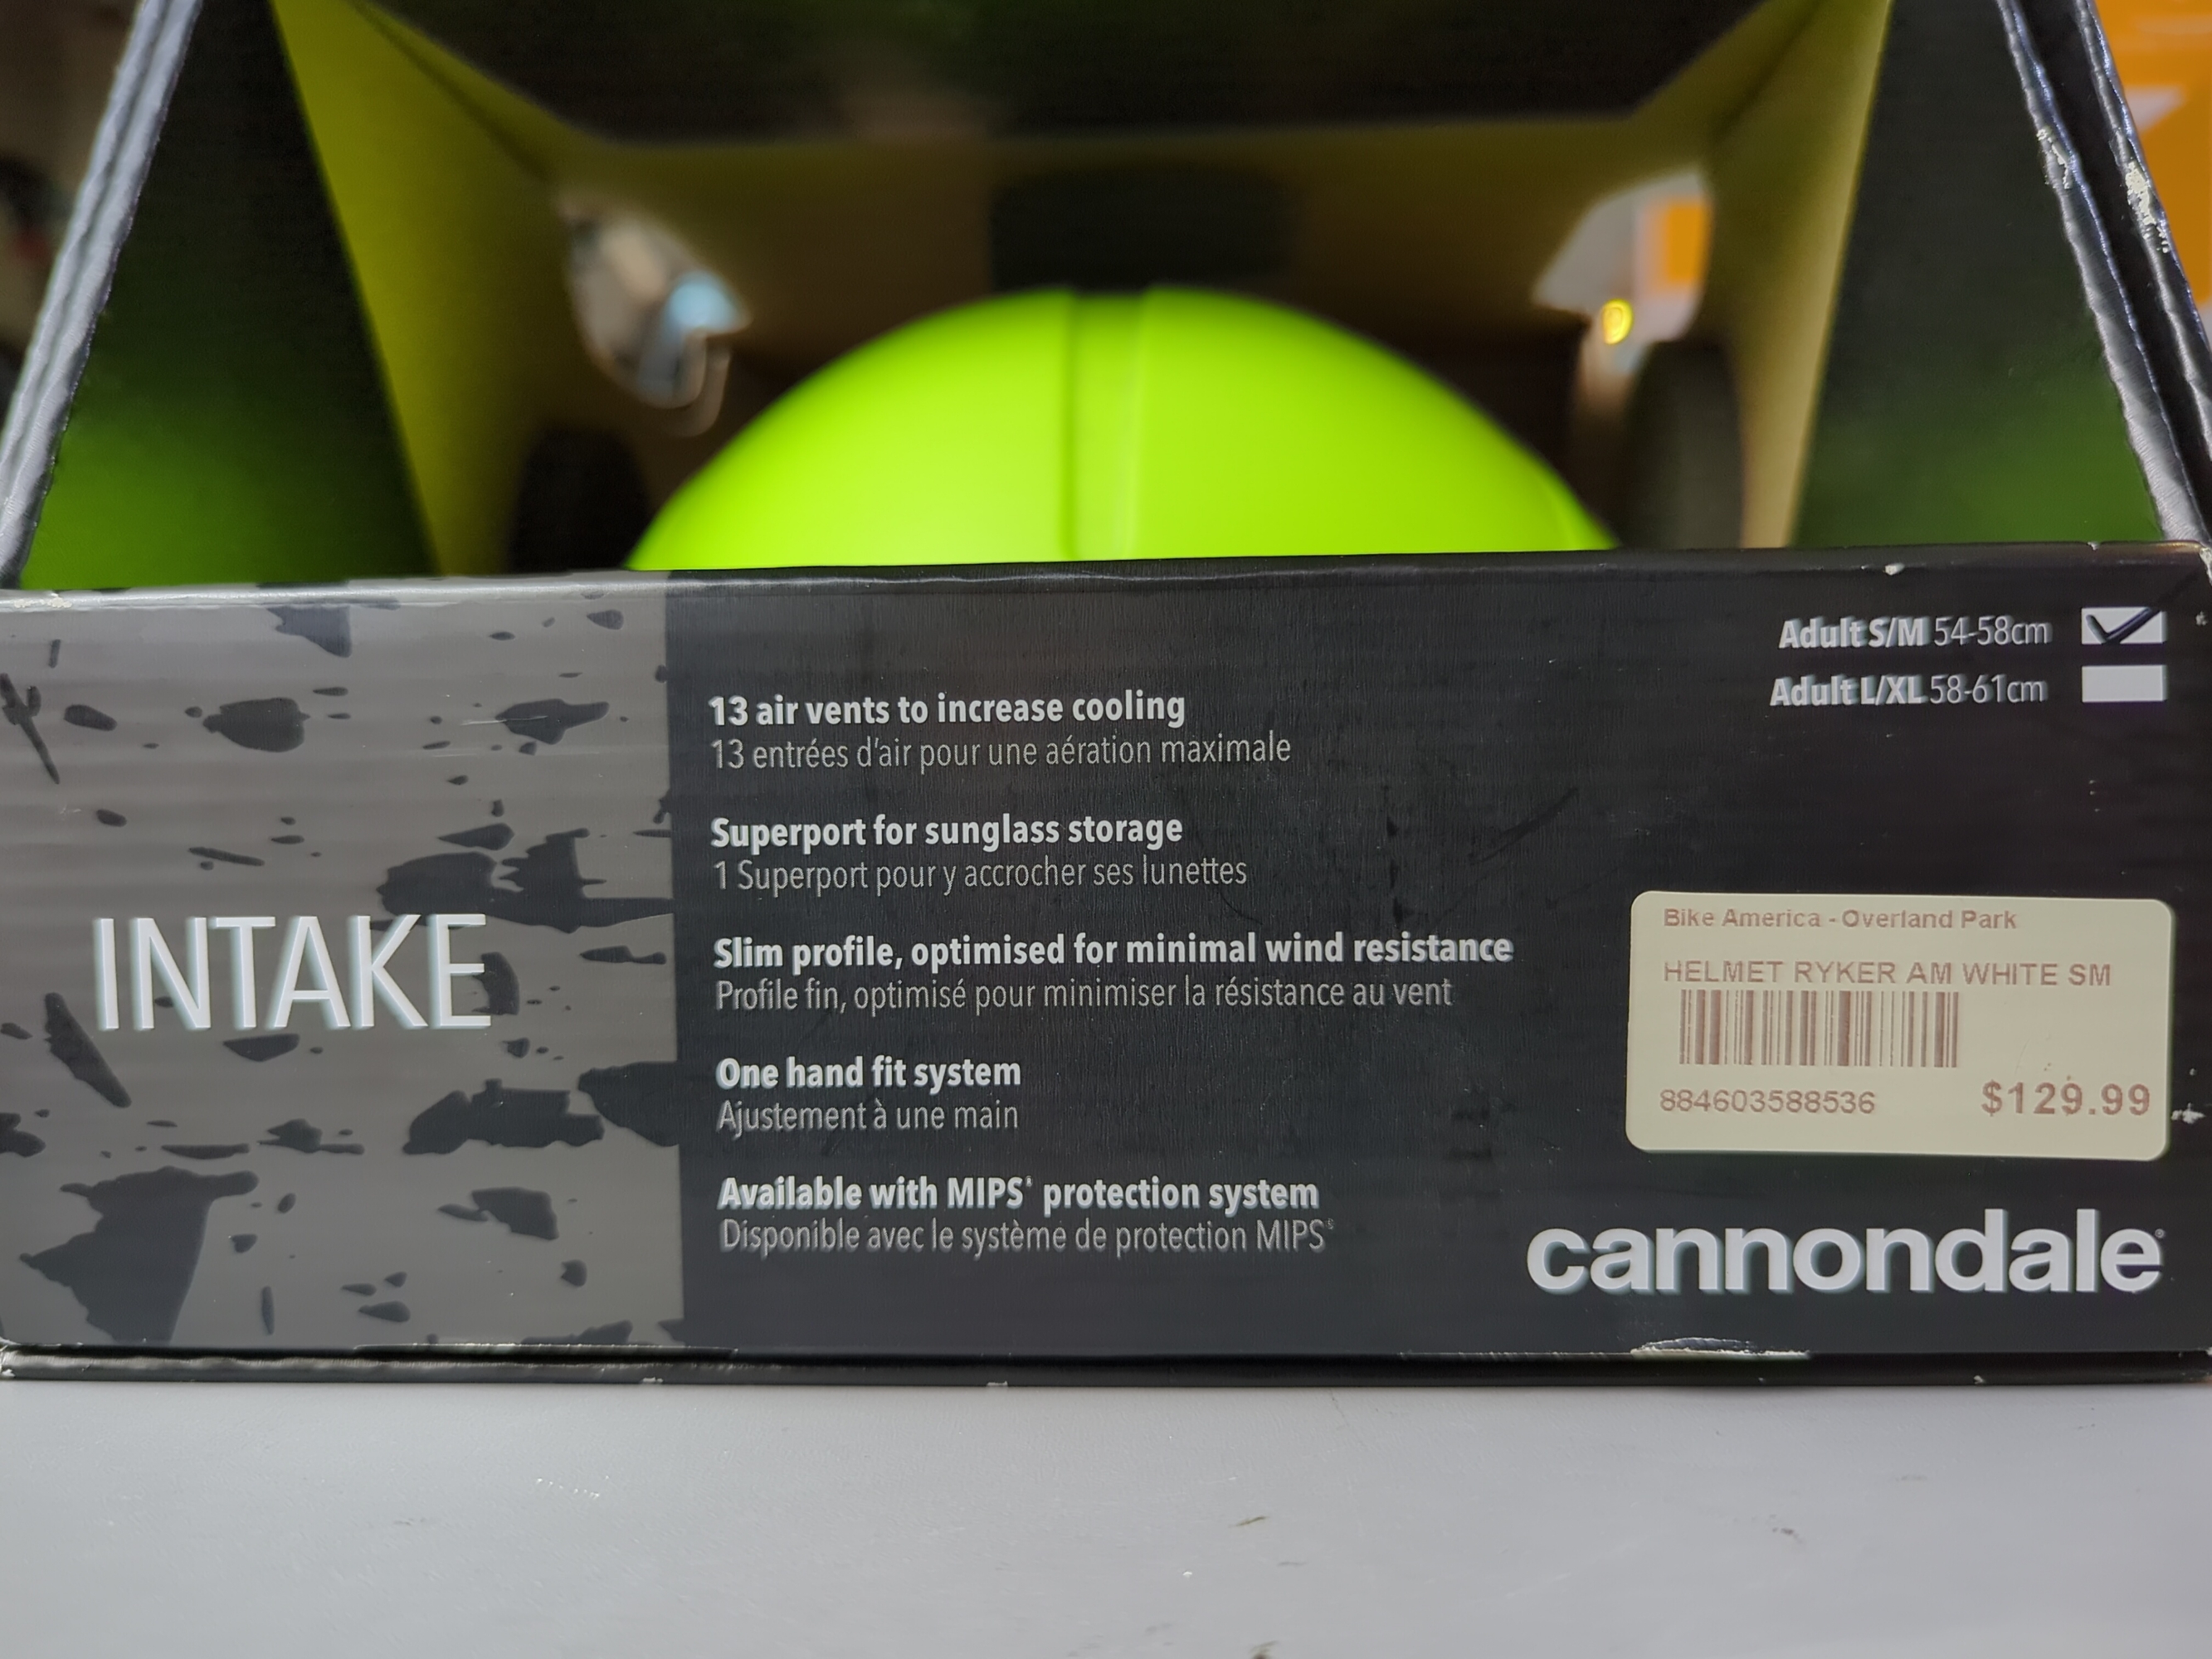 Adult S/M 54-58cm
Adult L/XL 58-61cm
13 air vents to increase cooling
13 entrées d'air pour une aération maximale
Superport for sunglass storage
1 Superport pour y accrocher ses lunettes
Slim profile, optimised for minimal wind resistance
Profile fin, optimisé pour minimiser la résistance au vent
One hand fit system
Ajustement à une main
Available with MIPS® protection system
Disponible avec le système de protection MIPS®
INTAKE
Bike America - Overland Park
HELMET RYKER AM WHITE SM
884603588536 $129.99
cannondale®